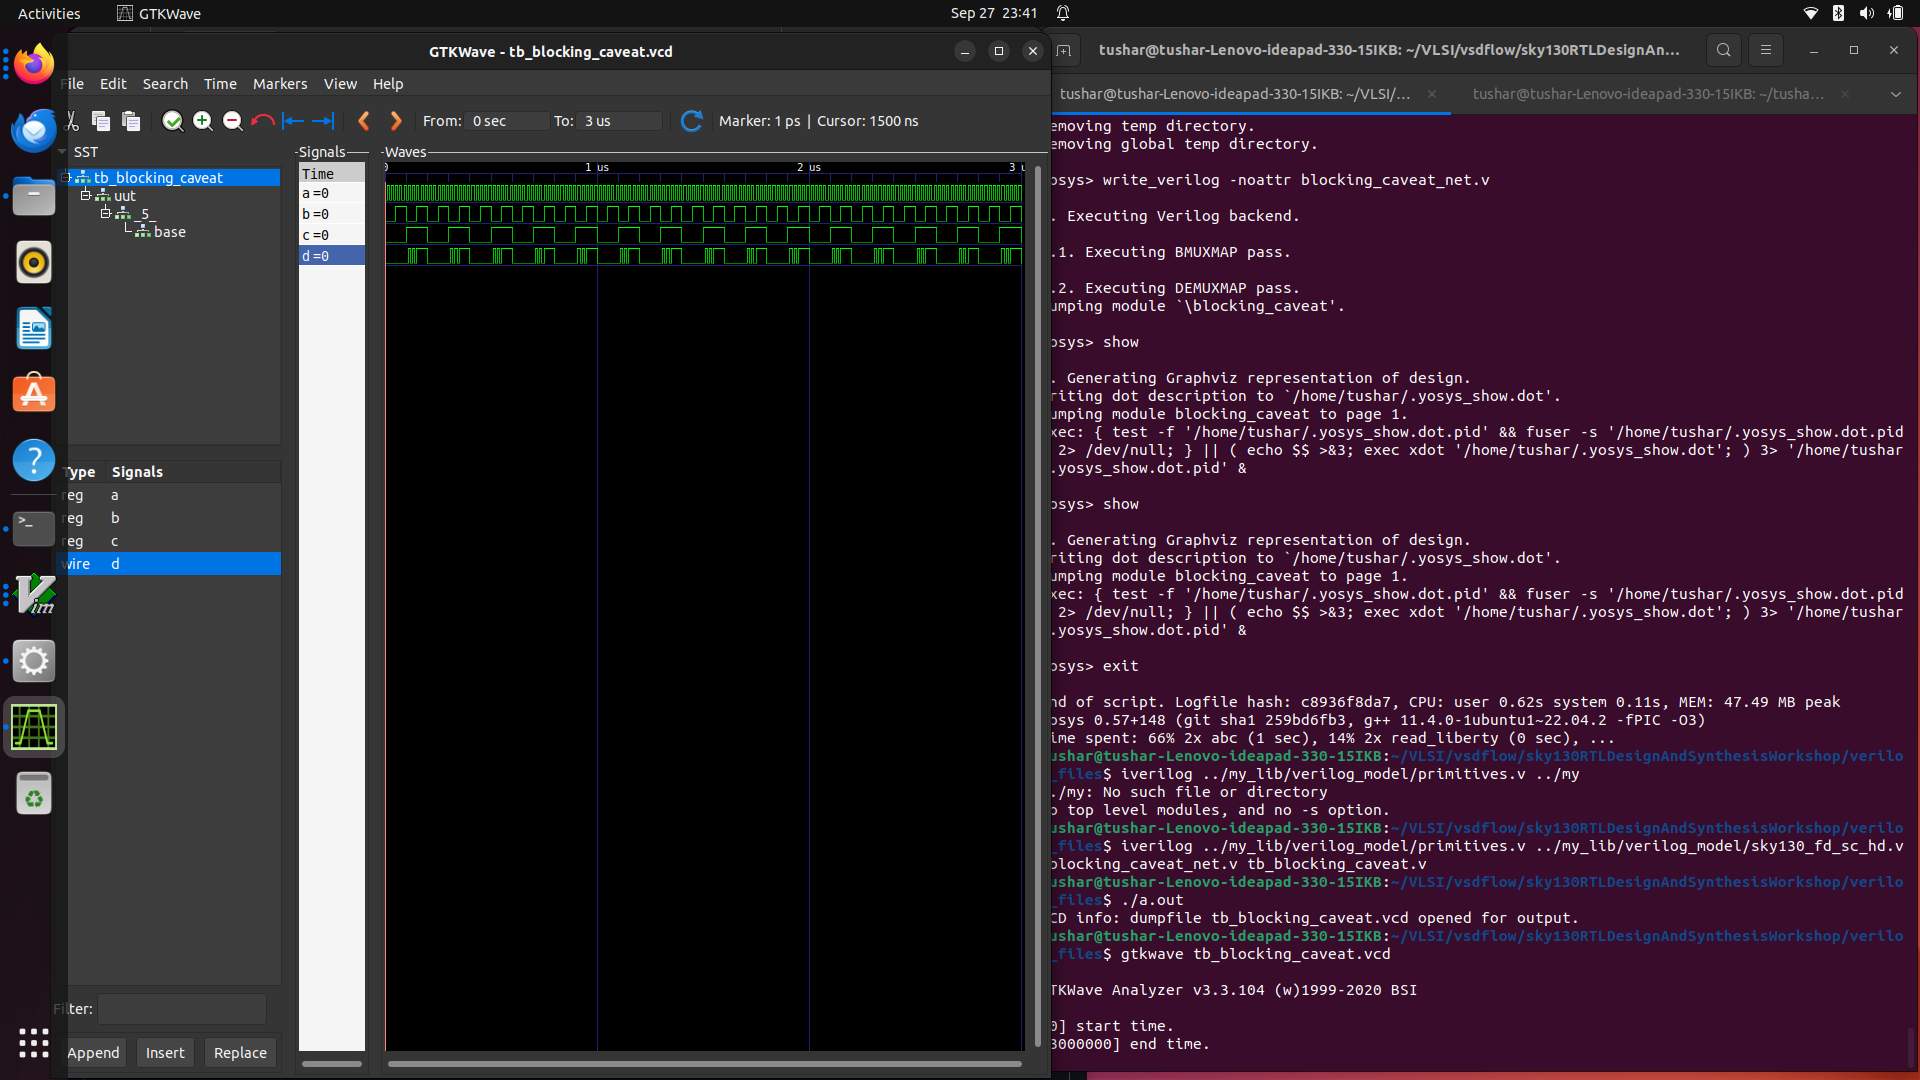 Activities
GTKWave
Sep 27 23:41
GTKWave - tb_blocking_caveat.vcd
File Edit Search Time Markers View Help
From: 0 sec To: 3 us
Marker: 1 ps | Cursor: 1500 ns
SST
tb_blocking_caveat
uut
_5_
base
Type Signals
reg a
reg b
reg c
wire d
Filter:
Append Insert Replace
Signals
Time
a=0
b=0
c=0
d=0
Waves
0 1 us 2 us 3 u
tushar@tushar-Lenovo-ideapad-330-15IKB: ~/VLSI/vsdflow/sky130RTLDesignAn...
tushar@tushar-Lenovo-ideapad-330-15IKB: ~/VLSI/...
tushar@tushar-Lenovo-ideapad-330-15IKB: ~/tusha...
emoving temp directory.
emoving global temp directory.
osys> write_verilog -noattr blocking_caveat_net.v
. Executing Verilog backend.
.1. Executing BMUXMAP pass.
.2. Executing DEMUXMAP pass.
umping module `\blocking_caveat'.
osys> show
. Generating Graphviz representation of design.
riting dot description to `/home/tushar/.yosys_show.dot'.
umping module blocking_caveat to page 1.
xec: { test -f '/home/tushar/.yosys_show.dot.pid' && fuser -s '/home/tushar/.yosys_show.dot.pid
2> /dev/null; } || ( echo $$ >&3; exec xdot '/home/tushar/.yosys_show.dot'; ) 3> '/home/tushar
.yosys_show.dot.pid' &
osys> show
. Generating Graphviz representation of design.
riting dot description to `/home/tushar/.yosys_show.dot'.
umping module blocking_caveat to page 1.
xec: { test -f '/home/tushar/.yosys_show.dot.pid' && fuser -s '/home/tushar/.yosys_show.dot.pid
2> /dev/null; } || ( echo $$ >&3; exec xdot '/home/tushar/.yosys_show.dot'; ) 3> '/home/tushar
.yosys_show.dot.pid' &
osys> exit
nd of script. Logfile hash: c8936f8da7, CPU: user 0.62s system 0.11s, MEM: 47.49 MB peak
osys 0.57+148 (git sha1 259bd6fb3, g++ 11.4.0-1ubuntu1~22.04.2 -fPIC -O3)
ime spent: 66% 2x abc (1 sec), 14% 2x read_liberty (0 sec), ...
ushar@tushar-Lenovo-ideapad-330-15IKB:~/VLSI/vsdflow/sky130RTLDesignAndSynthesisWorkshop/verilo
_files$ iverilog ../my_lib/verilog_model/primitives.v ../my
./my: No such file or directory
o top level modules, and no -s option.
ushar@tushar-Lenovo-ideapad-330-15IKB:~/VLSI/vsdflow/sky130RTLDesignAndSynthesisWorkshop/verilo
_files$ iverilog ../my_lib/verilog_model/primitives.v ../my_lib/verilog_model/sky130_fd_sc_hd.v
blocking_caveat_net.v tb_blocking_caveat.v
ushar@tushar-Lenovo-ideapad-330-15IKB:~/VLSI/vsdflow/sky130RTLDesignAndSynthesisWorkshop/verilo
_files$ ./a.out
CD info: dumpfile tb_blocking_caveat.vcd opened for output.
ushar@tushar-Lenovo-ideapad-330-15IKB:~/VLSI/vsdflow/sky130RTLDesignAndSynthesisWorkshop/verilo
_files$ gtkwave tb_blocking_caveat.vcd
TKWave Analyzer v3.3.104 (w)1999-2020 BSI
0] start time.
3000000] end time.